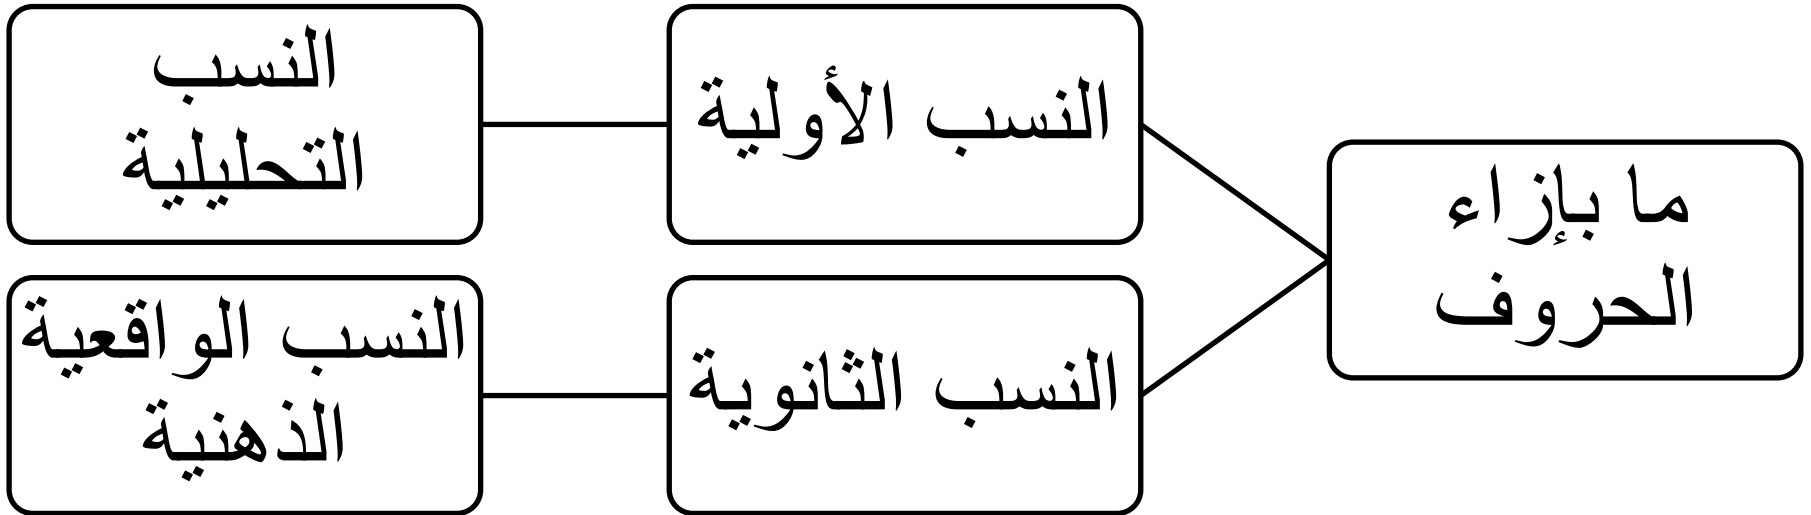 ما بإزاء
الحروف
النسب الأولية
النسب
التحليلية
النسب الثانوية
النسب الواقعية
الذهنية